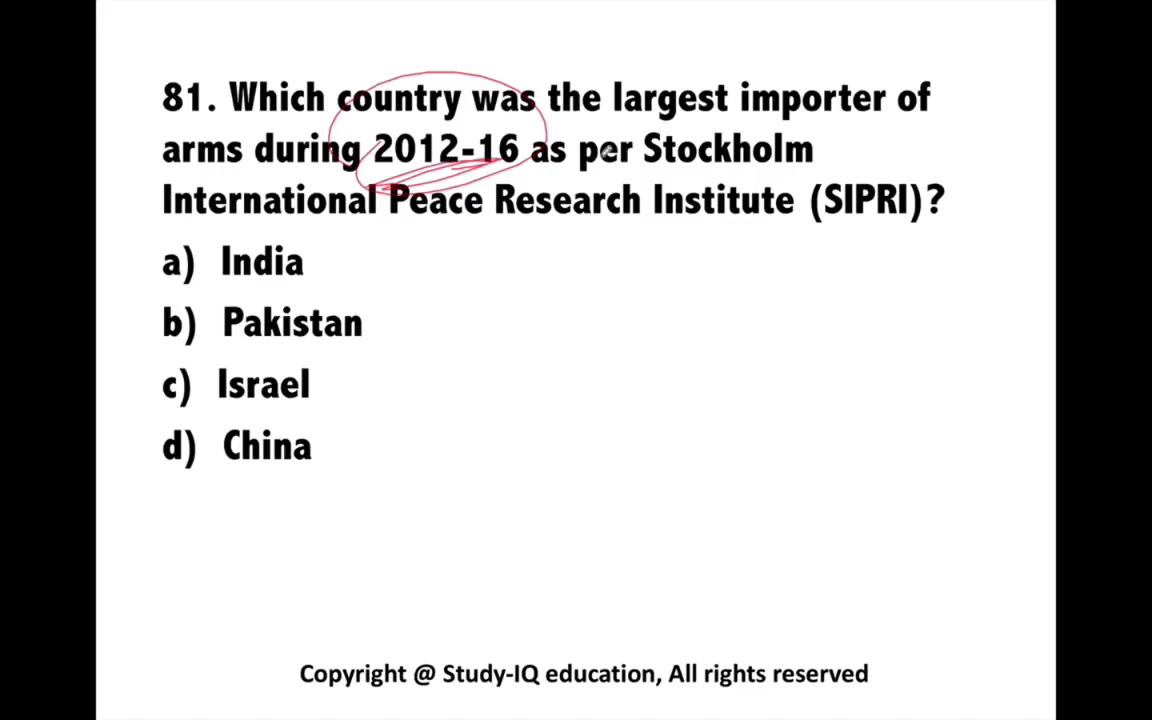 81. Which country was the largest importer of
arms during 2012-16 as per Stockholm
International Peace Research Institute (SIPRI)?
a) India
b) Pakistan
c) Israel
d) China
Copyright @ Study-IQ education, All rights reserved